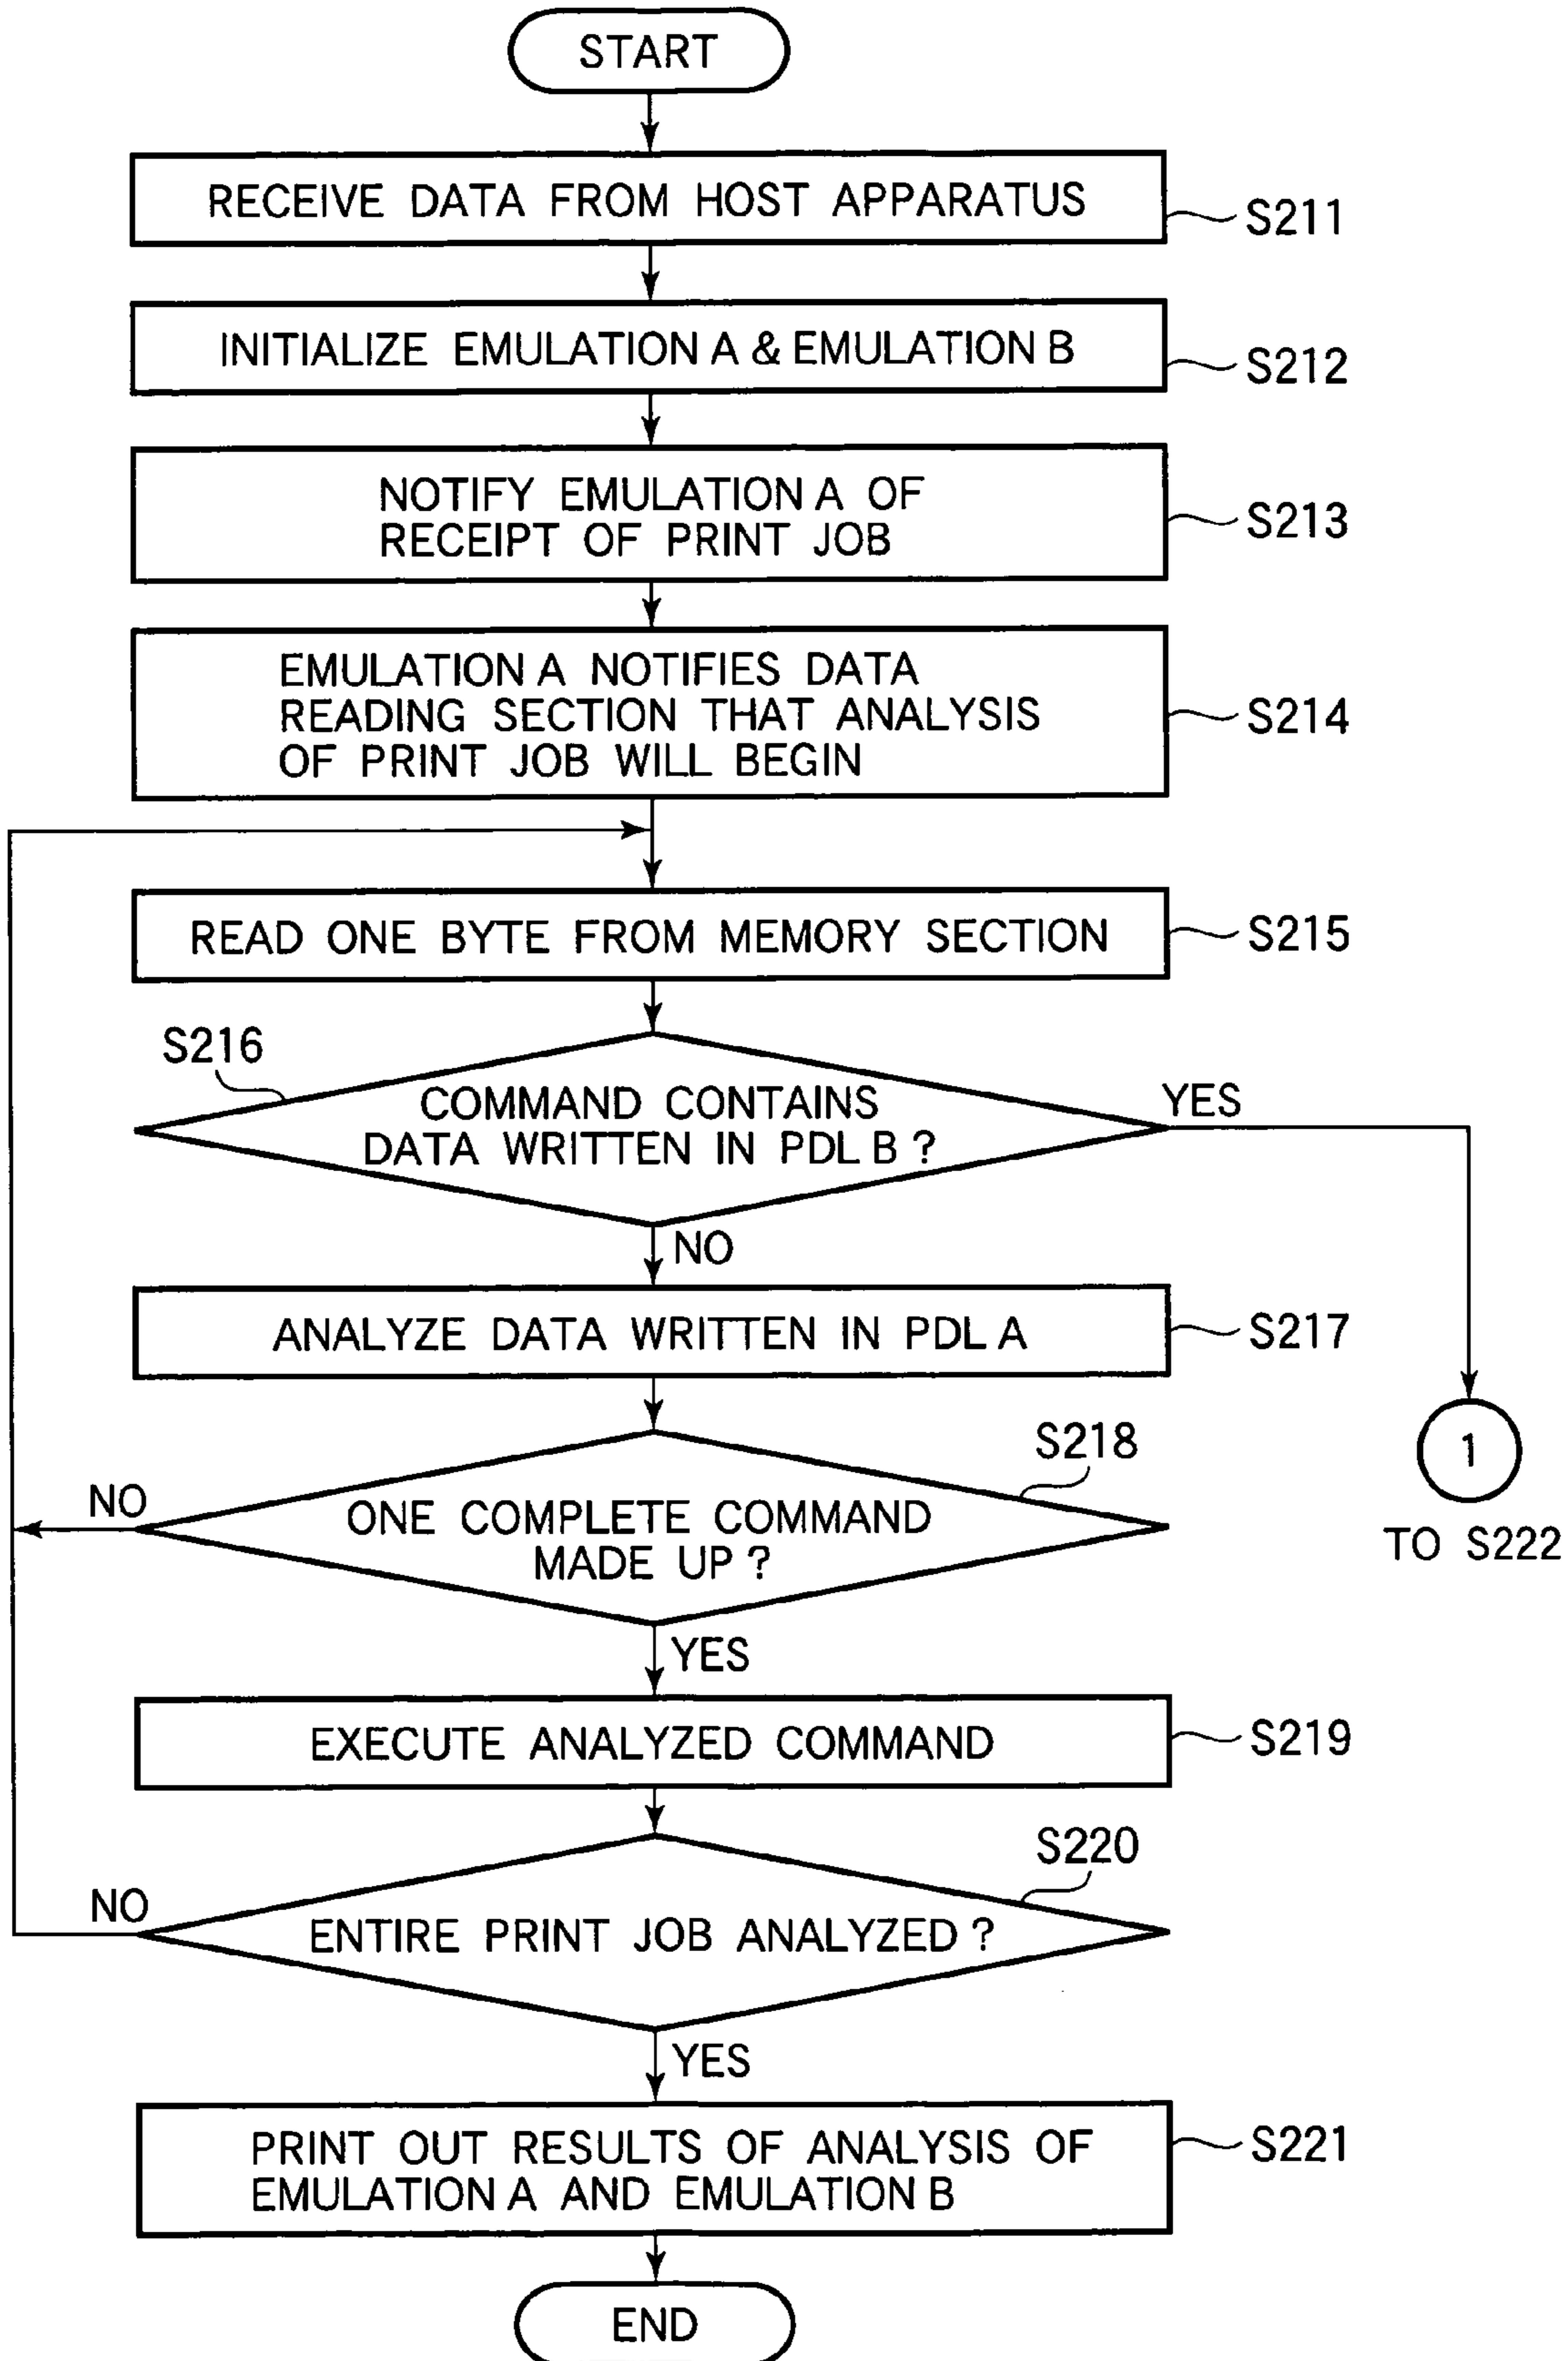 START
RECEIVE DATA FROM HOST APPARATUS
S211
INITIALIZE EMULATION A & EMULATION B
S212
NOTIFY EMULATION A OF
RECEIPT OF PRINT JOB
S213
EMULATION A NOTIFIES DATA
READING SECTION THAT ANALYSIS
OF PRINT JOB WILL BEGIN
S214
READ ONE BYTE FROM MEMORY SECTION
S215
S216
COMMAND CONTAINS
DATA WRITTEN IN PDL B ?
YES
NO
ANALYZE DATA WRITTEN IN PDL A
S217
1
TO S222
S218
NO
ONE COMPLETE COMMAND
MADE UP ?
YES
EXECUTE ANALYZED COMMAND
S219
S220
NO
ENTIRE PRINT JOB ANALYZED ?
YES
PRINT OUT RESULTS OF ANALYSIS OF
EMULATION A AND EMULATION B
S221
END